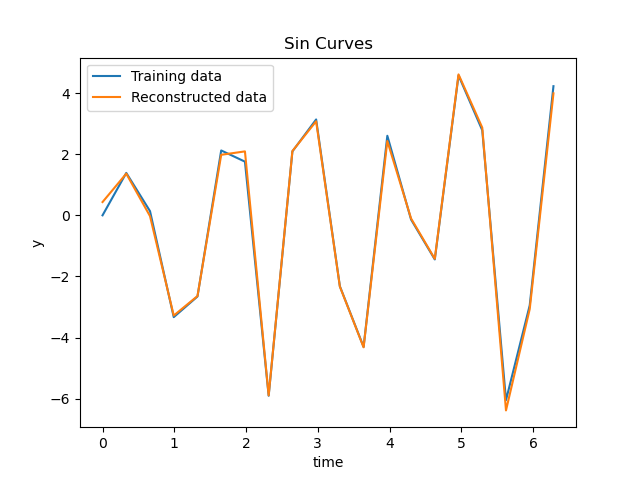 Sin Curves
Training data
Reconstructed data
4
2
0
−2
−4
−6
y
0 1 2 3 4 5 6
time